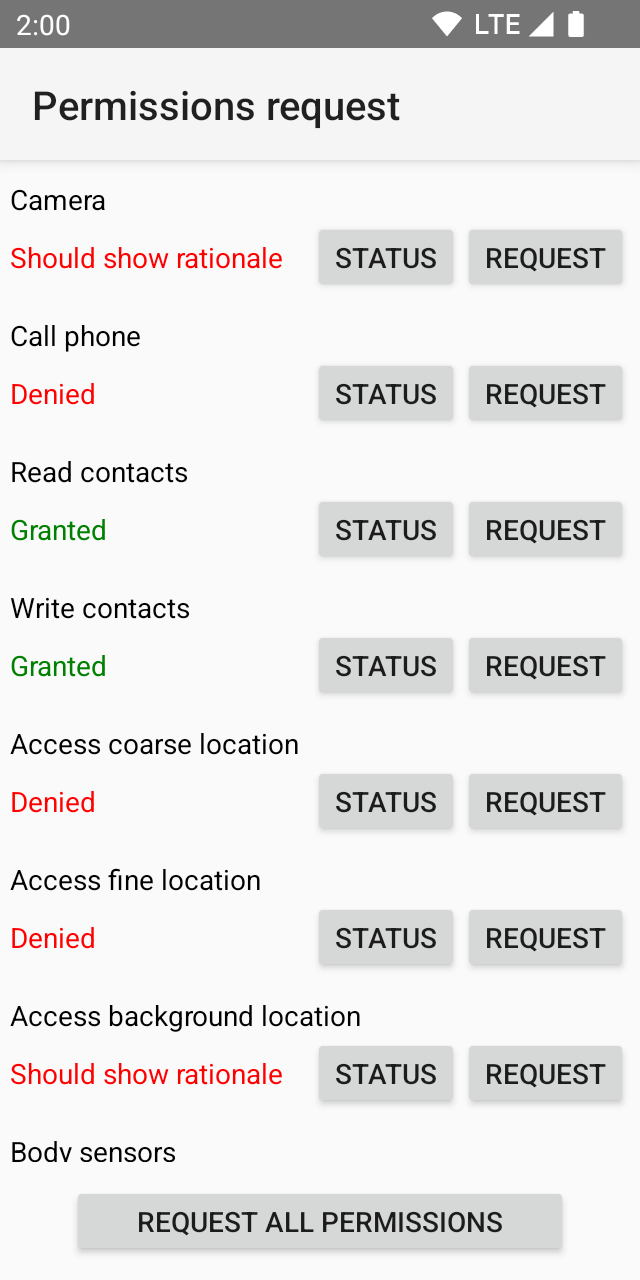 2:00 LTE
Permissions request
Camera
Should show rationale STATUS REQUEST
Call phone
Denied STATUS REQUEST
Read contacts
Granted STATUS REQUEST
Write contacts
Granted STATUS REQUEST
Access coarse location
Denied STATUS REQUEST
Access fine location
Denied STATUS REQUEST
Access background location
Should show rationale STATUS REQUEST
Body sensors
REQUEST ALL PERMISSIONS